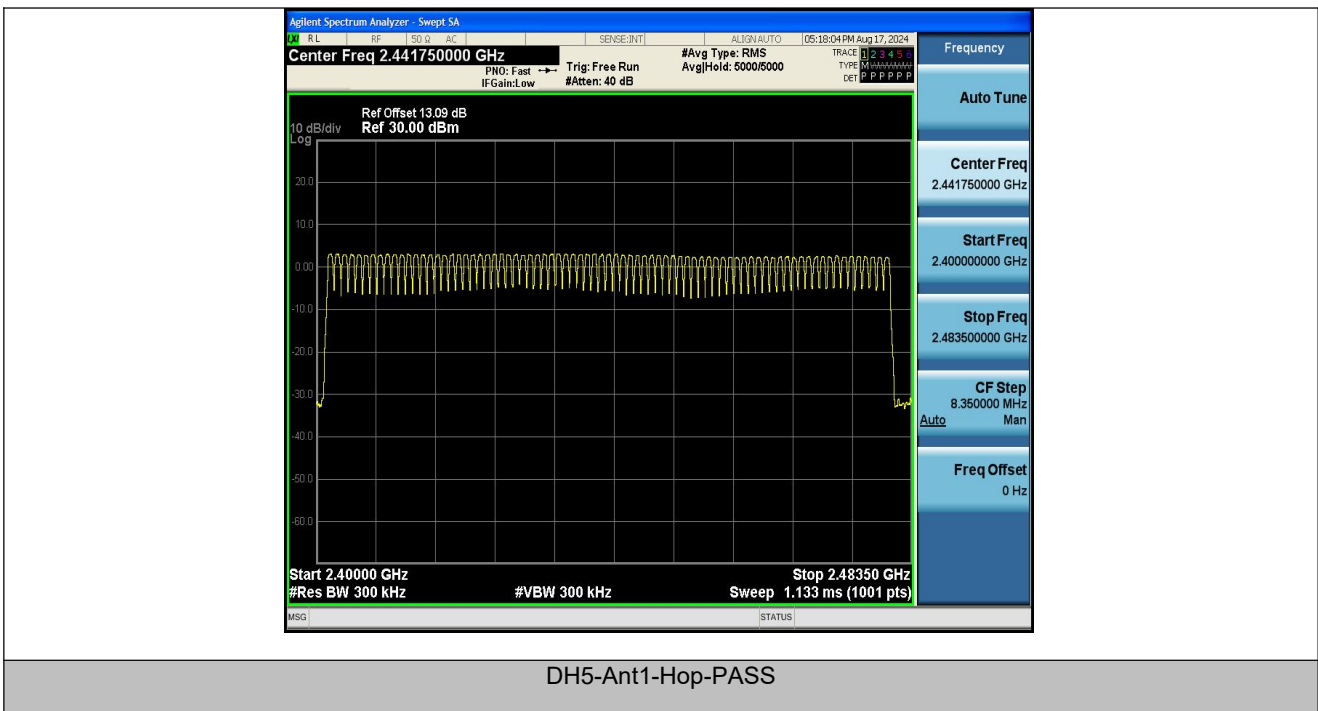 Agilent Spectrum Analyzer - Swept SA
LXI RL RF 50 Ω AC SENSE:INT ALIGN AUTO 05:18:04 PM Aug 17, 2024
Center Freq 2.441750000 GHz
PNO: Fast
IFGain:Low
Trig: Free Run
#Atten: 40 dB
#Avg Type: RMS
Avg|Hold: 5000/5000
TRACE 1 2 3 4 5 6
TYPE M
DET P P P P P P
Ref Offset 13.09 dB
10 dB/div Ref 30.00 dBm
Log
20.0
10.0
0.00
-10.0
-20.0
-30.0
-40.0
-50.0
-60.0
Start 2.40000 GHz Stop 2.48350 GHz
#Res BW 300 kHz #VBW 300 kHz Sweep 1.133 ms (1001 pts)
MSG STATUS
Frequency
Auto Tune
Center Freq
2.441750000 GHz
Start Freq
2.400000000 GHz
Stop Freq
2.483500000 GHz
CF Step
8.350000 MHz
Auto Man
Freq Offset
0 Hz
DH5-Ant1-Hop-PASS